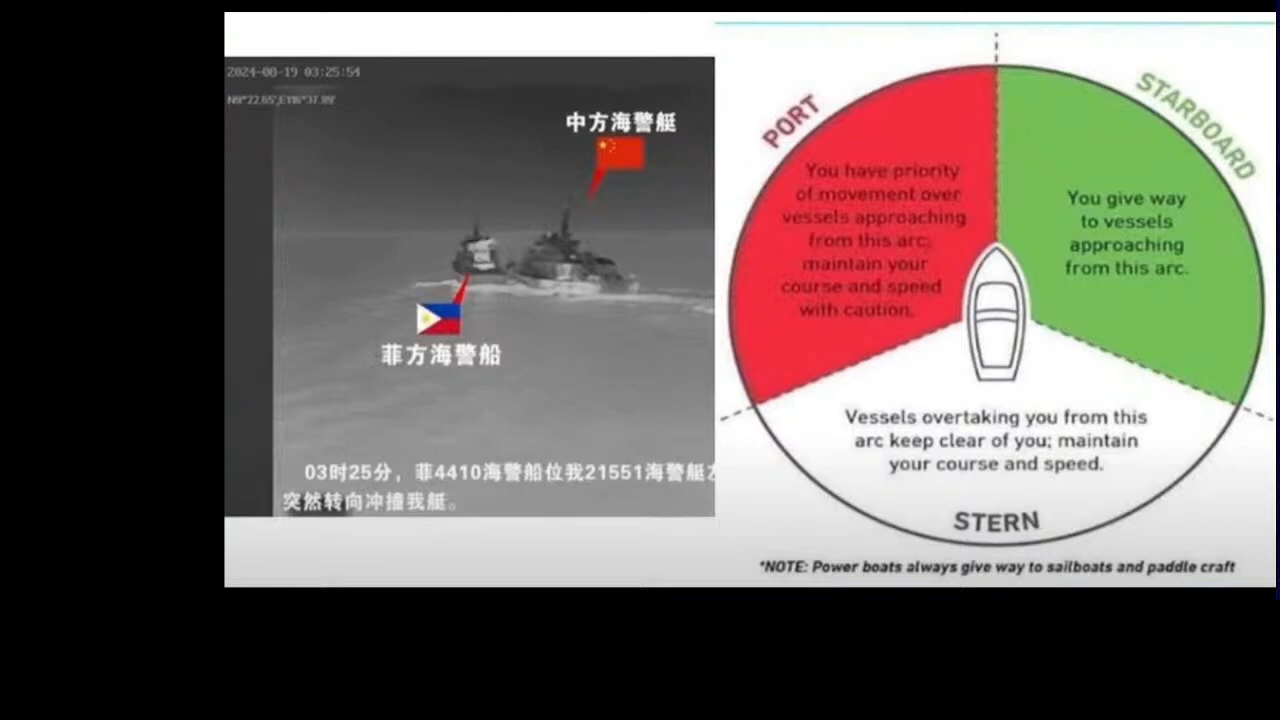 2024-08-19 03:25:54
中方海警艇
菲方海警船
03时25分，菲4410海警船位我21551海警艇
突然转向冲撞我艇。
PORT
You have priority
of movement over
vessels approaching
from this arc;
maintain your
course and speed
with caution.
STARBOARD
You give way
to vessels
approaching
from this arc.
Vessels overtaking you from this
arc keep clear of you; maintain
your course and speed.
STERN
*NOTE: Power boats always give way to sailboats and paddle craft